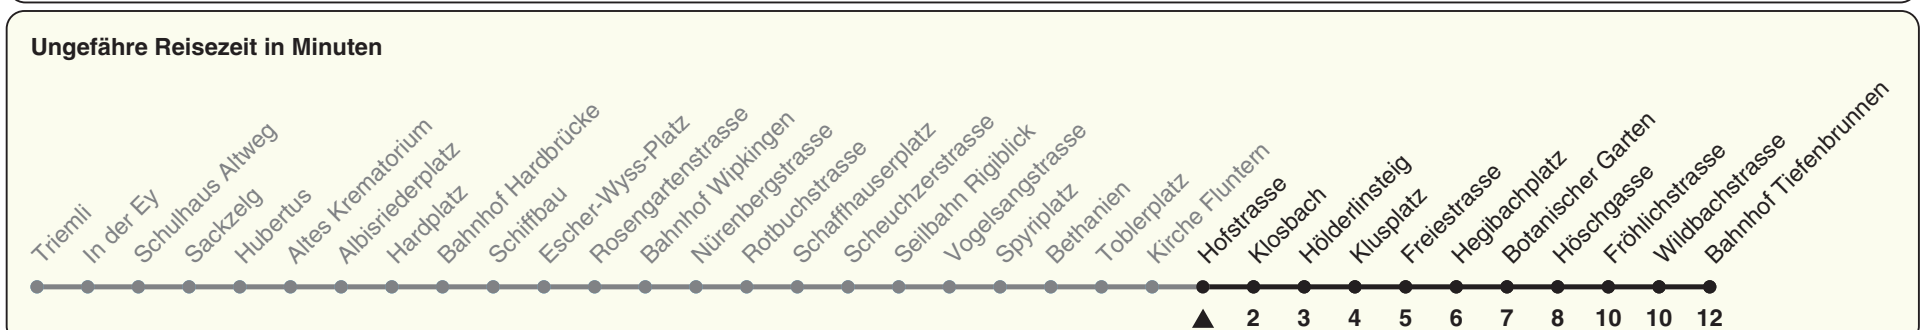 Ungefähre Reisezeit in Minuten
Triemli
In der Ey
Schulhaus Altweg
Sackzelg
Hubertus
Altes Krematorium
Albisriederplatz
Hardplatz
Bahnhof Hardbrücke
Schiffbau
Escher-Wyss-Platz
Rosengartenstrasse
Bahnhof Wipkingen
Nürenbergstrasse
Rotbuchstrasse
Schaffhauserplatz
Scheuchzerstrasse
Seilbahn Rigiblick
Vogelsangstrasse
Spyriplatz
Bethanien
Toblerplatz
Kirche Fluntern
Hofstrasse
Klosbach
Hölderlinsteig
Klusplatz
Freiestrasse
Hegibachplatz
Botanischer Garten
Höschgasse
Fröhlichstrasse
Wildbachstrasse
Bahnhof Tiefenbrunnen
2 3 4 5 6 7 8 10 10 12